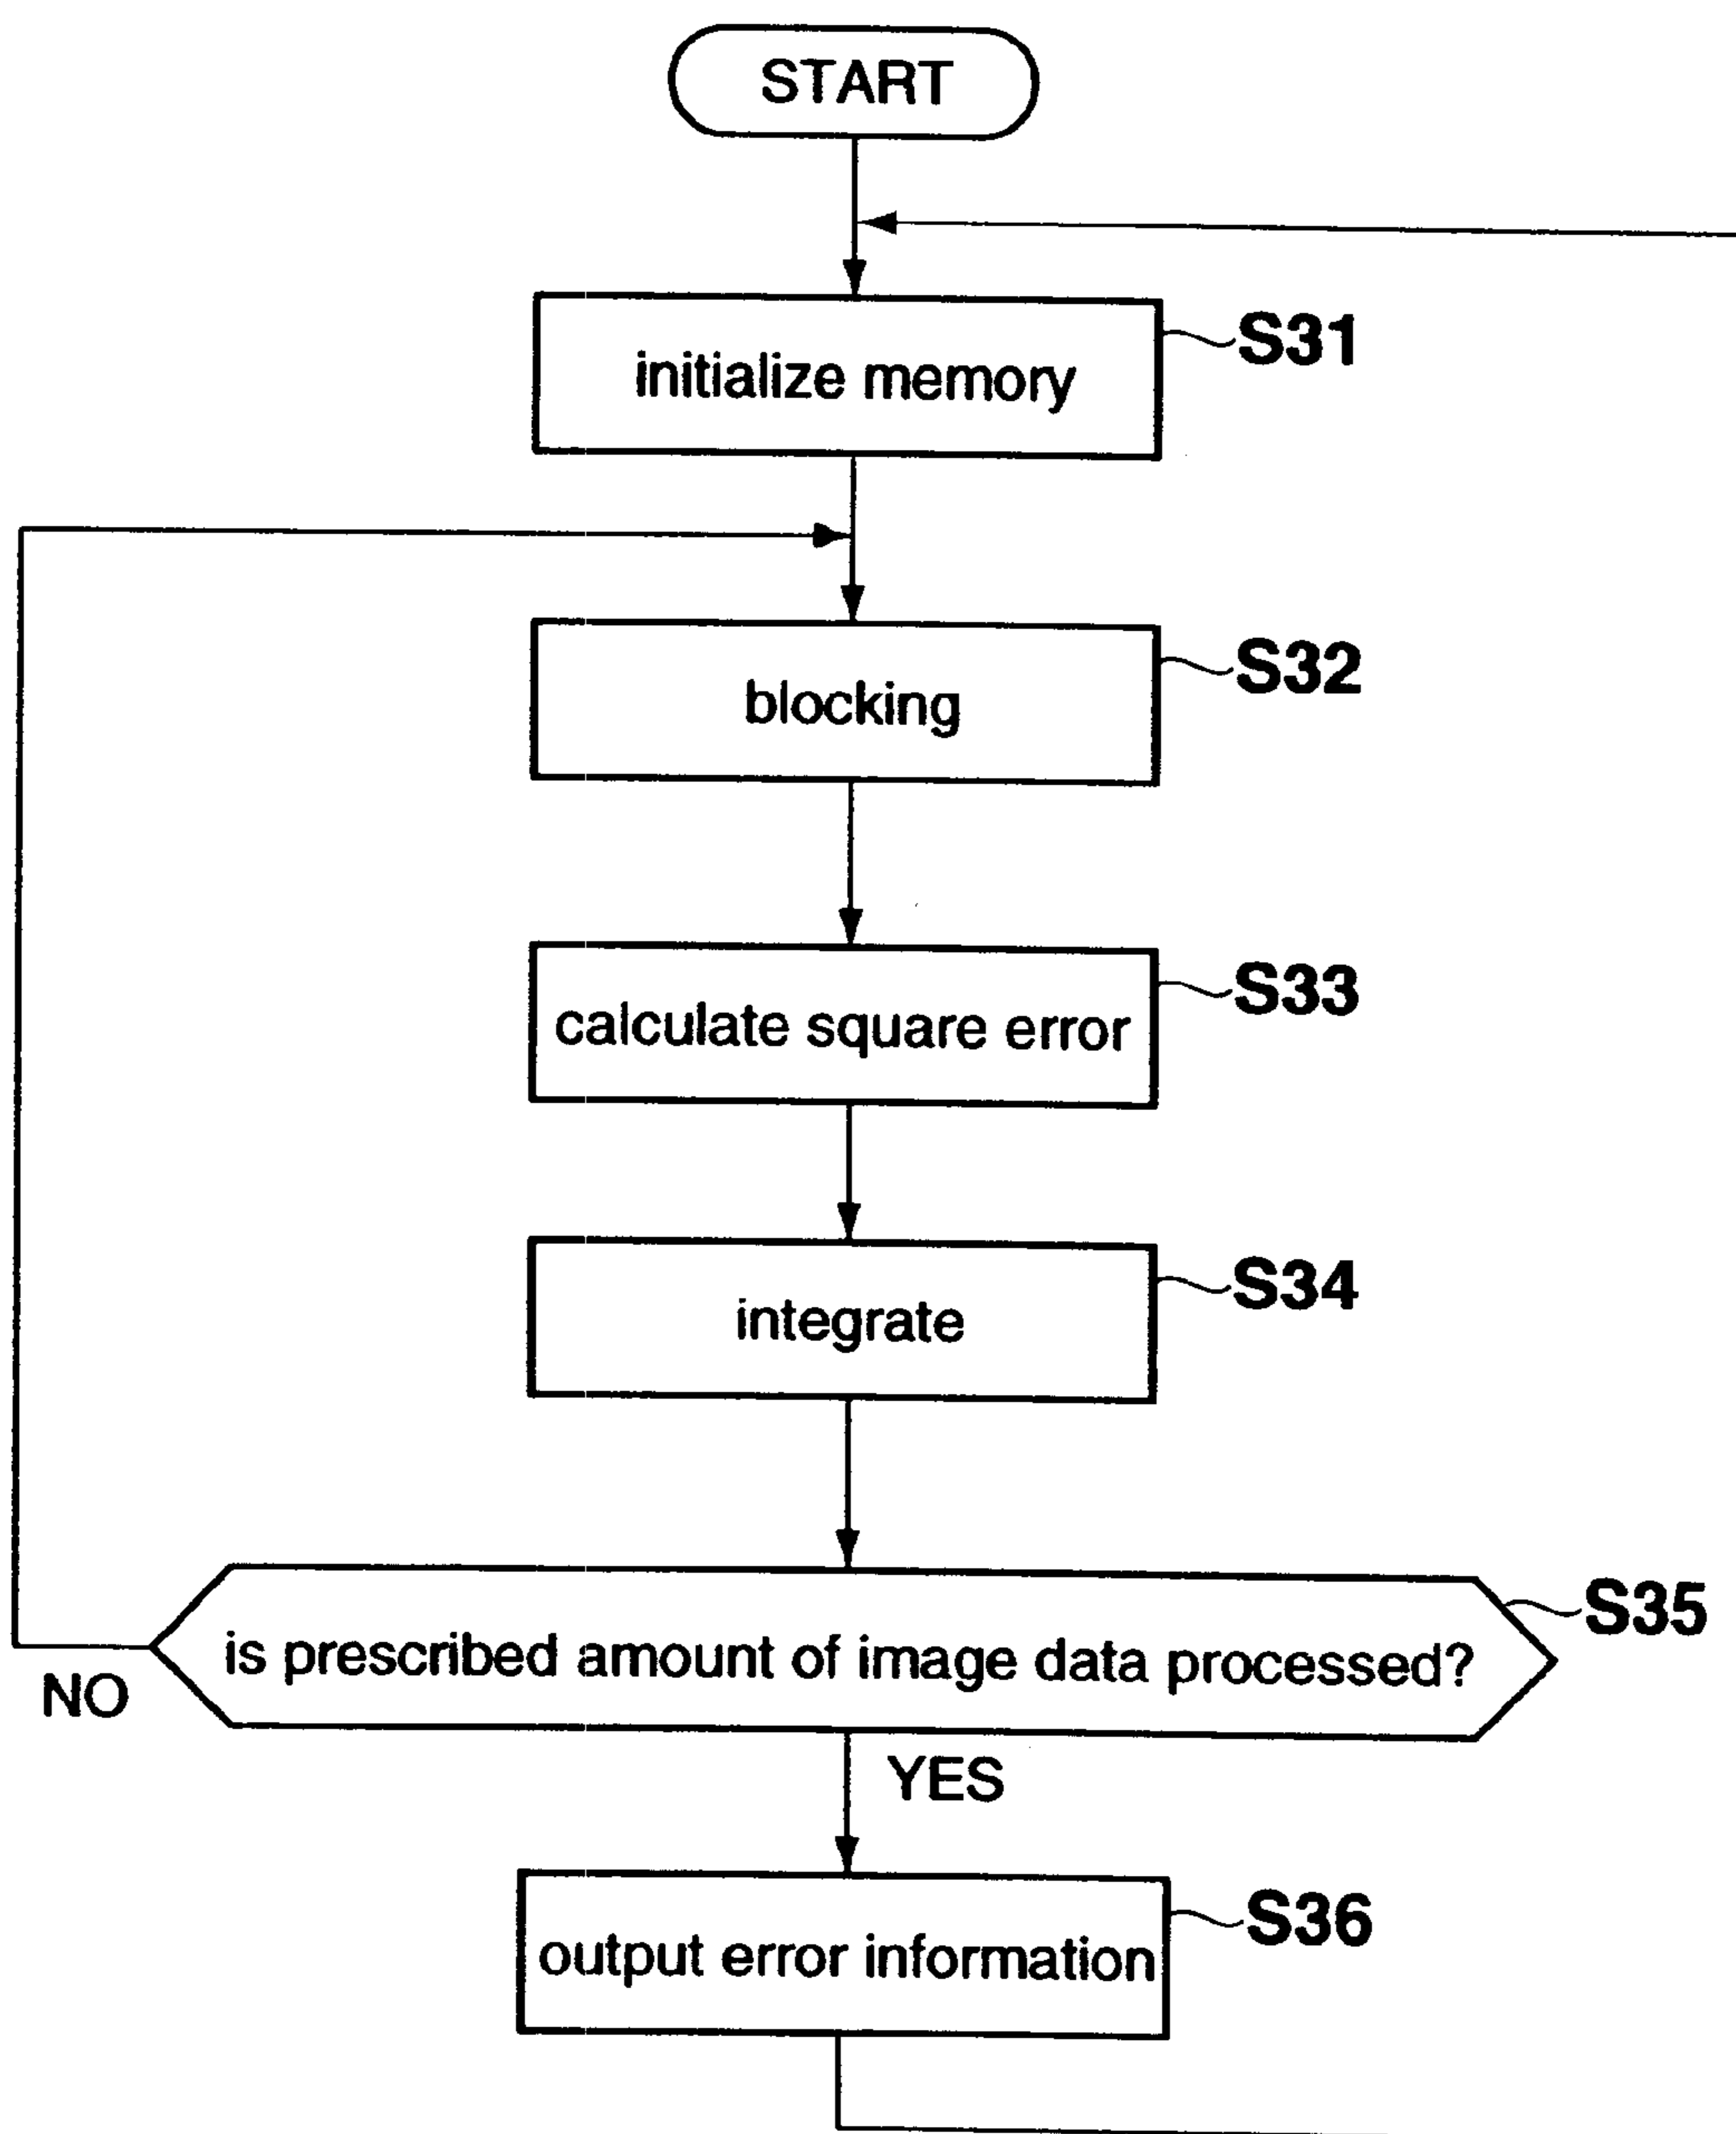 START
initialize memory
S31
blocking
S32
calculate square error
S33
integrate
S34
is prescribed amount of image data processed?
S35
NO
YES
output error information
S36